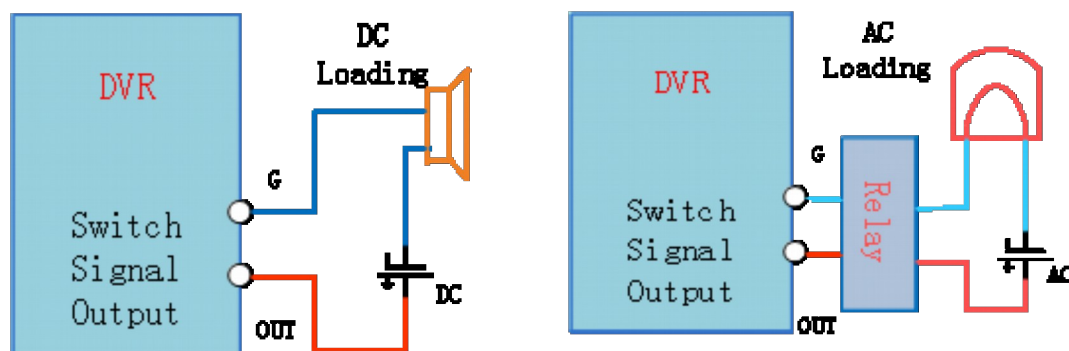 DC
Loading
DVR
G
Switch
Signal
Output
DC
OUT
AC
Loading
DVR
G
Relay
Switch
Signal
Output
AC
OUT